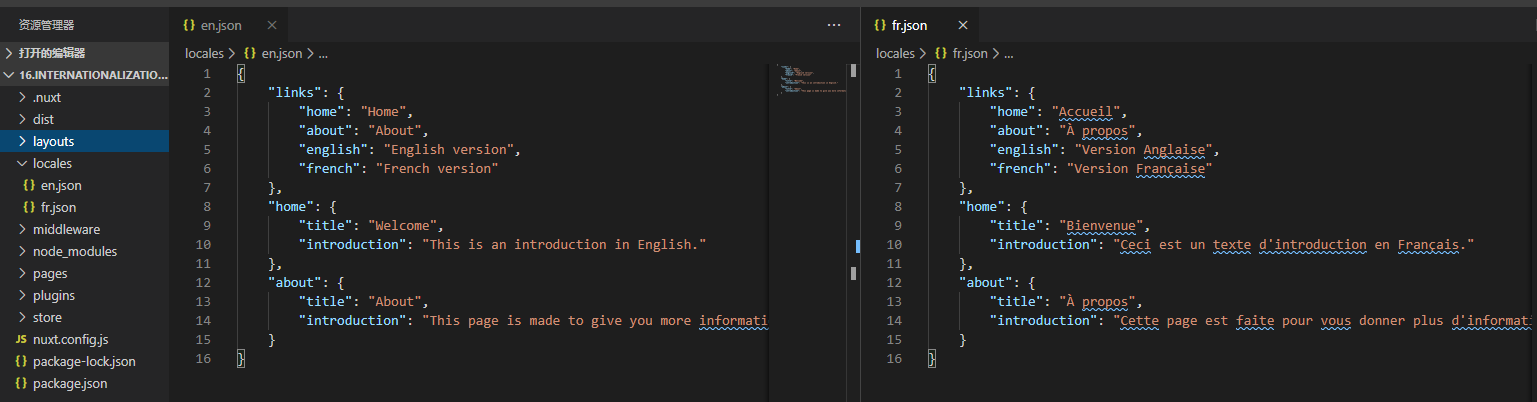 资源管理器
打开的编辑器
16.INTERNATIONALIZATIO...
.nuxt
dist
layouts
locales
{} en.json
{} fr.json
middleware
node_modules
pages
plugins
store
JS nuxt.config.js
{} package-lock.json
{} package.json
{} en.json ×
...
locales > {} en.json > ...
1 {
2 "links": {
3 "home": "Home",
4 "about": "About",
5 "english": "English version",
6 "french": "French version"
7 },
8 "home": {
9 "title": "Welcome",
10 "introduction": "This is an introduction in English."
11 },
12 "about": {
13 "title": "About",
14 "introduction": "This page is made to give you more informati
15 }
16 }
{} fr.json ×
locales > {} fr.json > ...
1 {
2 "links": {
3 "home": "Accueil",
4 "about": "À propos",
5 "english": "Version Anglaise",
6 "french": "Version Française"
7 },
8 "home": {
9 "title": "Bienvenue",
10 "introduction": "Ceci est un texte d'introduction en Français."
11 },
12 "about": {
13 "title": "À propos",
14 "introduction": "Cette page est faite pour vous donner plus d'informati
15 }
16 }